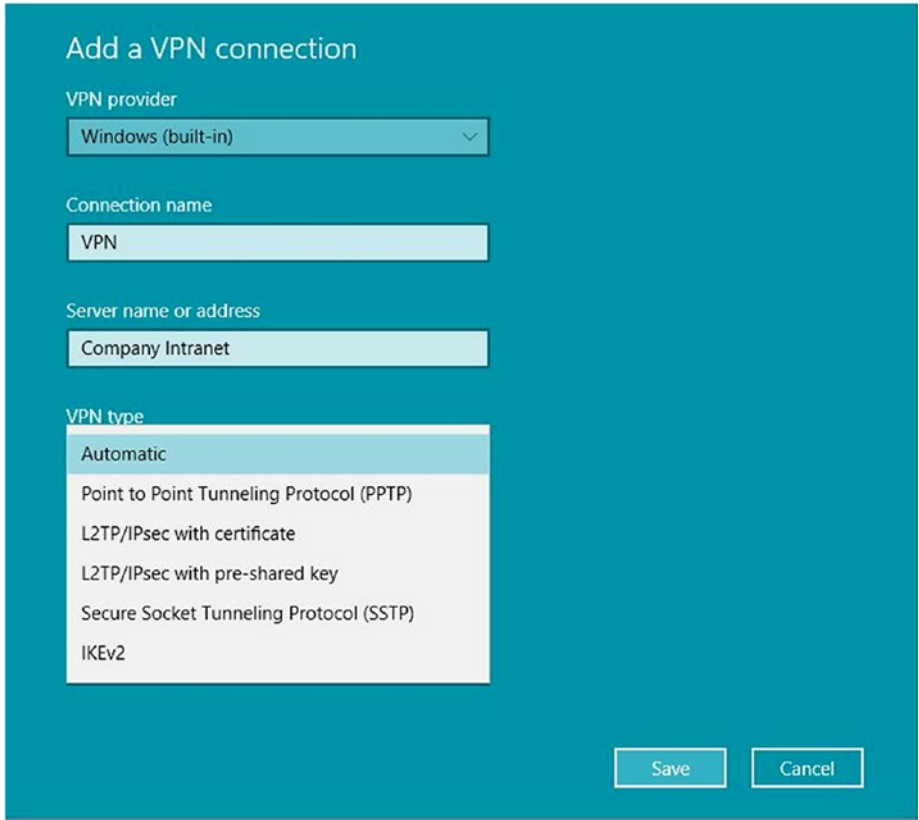 Add a VPN connection
VPN provider
Windows (built-in)
Connection name
VPN
Server name or address
Company Intranet
VPN type
Automatic
Point to Point Tunneling Protocol (PPTP)
L2TP/IPsec with certificate
L2TP/IPsec with pre-shared key
Secure Socket Tunneling Protocol (SSTP)
IKEv2
Save Cancel